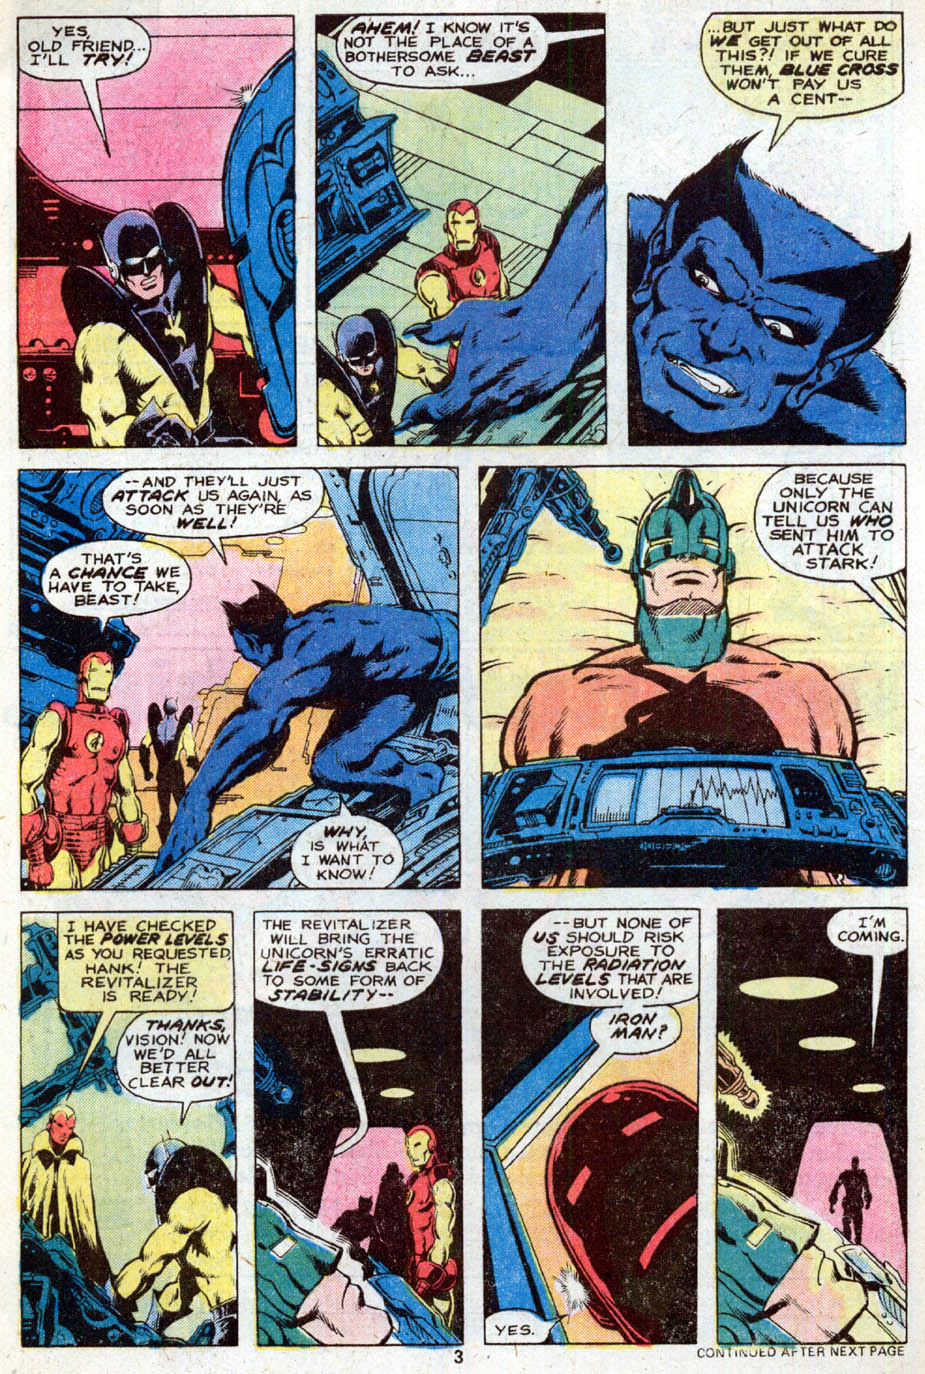 YES,
OLD FRIEND...
I'LL TRY!
AHEM! I KNOW IT'S
NOT THE PLACE OF A
BOTHERSOME BEAST
TO ASK...
...BUT JUST WHAT DO
WE GET OUT OF ALL
THIS?! IF WE CURE
THEM, BLUE CROSS
WON'T PAY US
A CENT--
--AND THEY'LL JUST
ATTACK US AGAIN, AS
SOON AS THEY'RE
WELL!
THAT'S
A CHANCE WE
HAVE TO TAKE,
BEAST!
WHY,
IS WHAT
I WANT TO
KNOW!
BECAUSE
ONLY THE
UNICORN CAN
TELL US WHO
SENT HIM TO
ATTACK
STARK!
I HAVE CHECKED
THE POWER LEVELS
AS YOU REQUESTED,
HANK! THE
REVITALIZER
IS READY!
THANKS,
VISION! NOW
WE'D ALL
BETTER
CLEAR OUT!
THE REVITALIZER
WILL BRING THE
UNICORN'S ERRATIC
LIFE-SIGNS BACK
TO SOME FORM OF
STABILITY--
--BUT NONE OF
US SHOULD RISK
EXPOSURE TO
THE RADIATION
LEVELS THAT ARE
INVOLVED!
IRON
MAN?
YES.
I'M
COMING.
3
CONTINUED AFTER NEXT PAGE